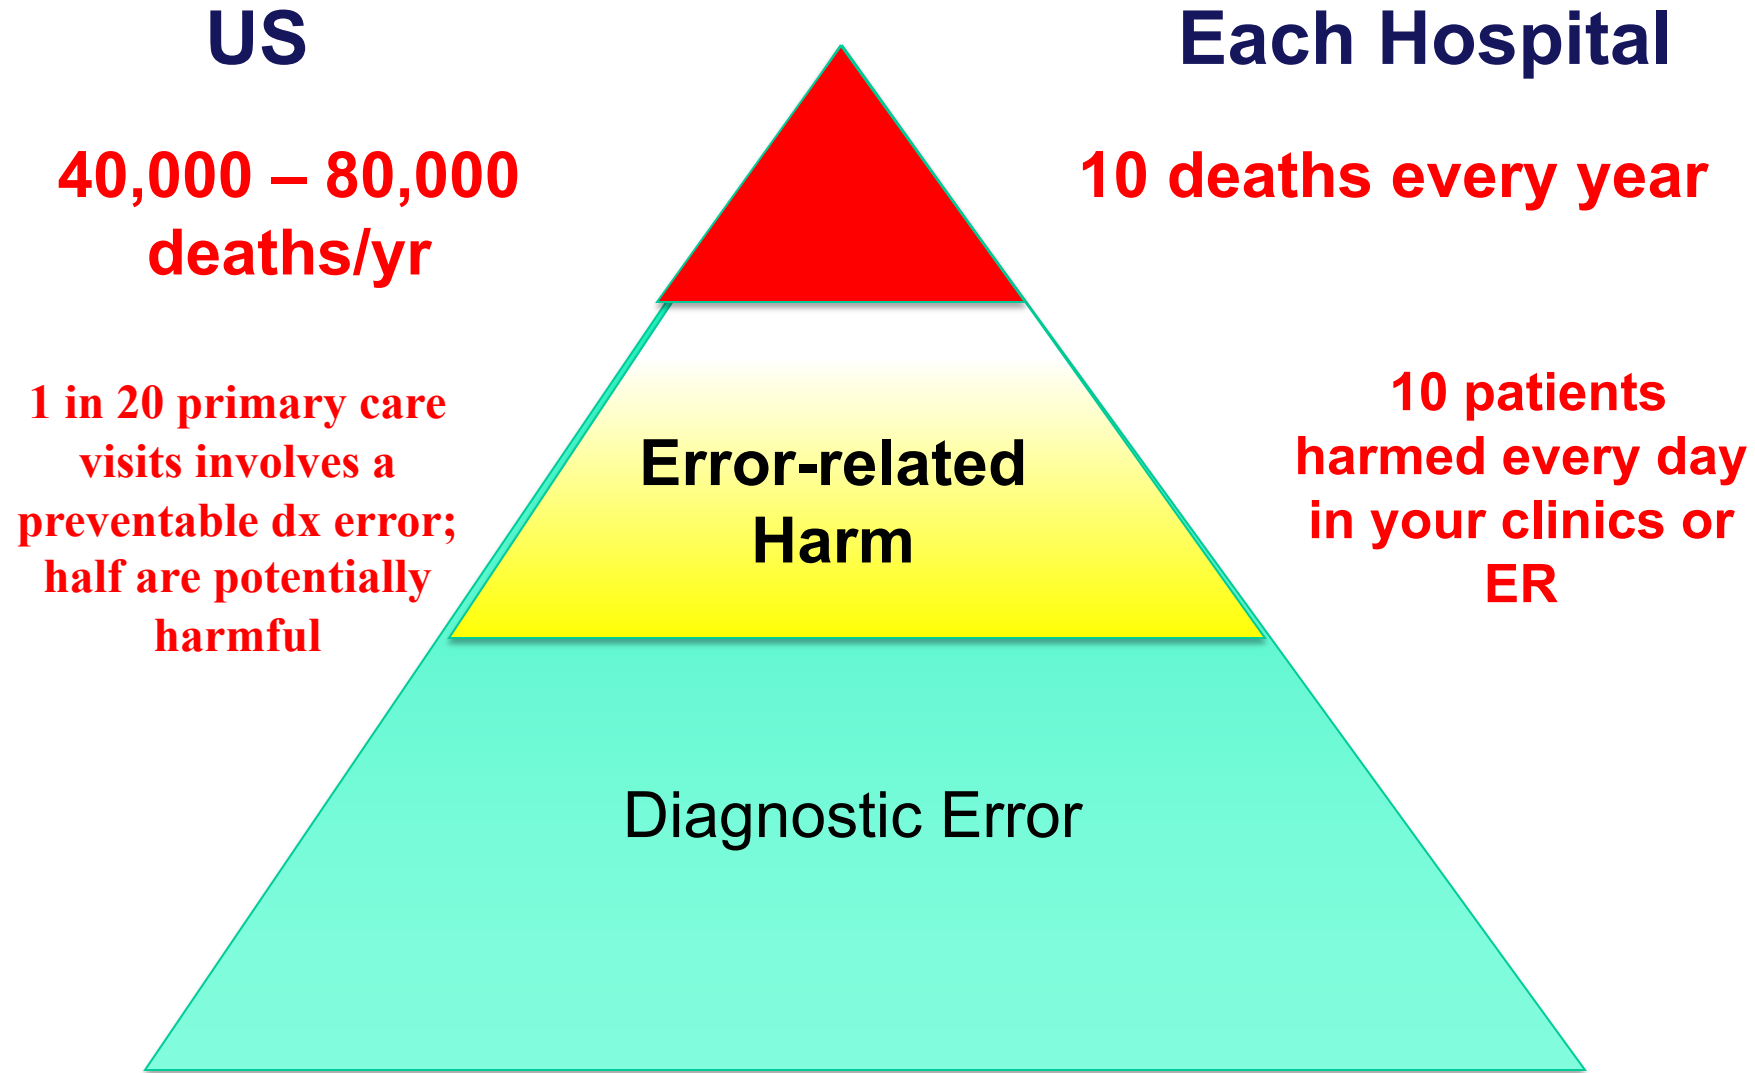 US
Each Hospital
40,000 – 80,000
deaths/yr
10 deaths every year
1 in 20 primary care
visits involves a
preventable dx error;
half are potentially
harmful
Error-related
Harm
10 patients
harmed every day
in your clinics or
ER
Diagnostic Error